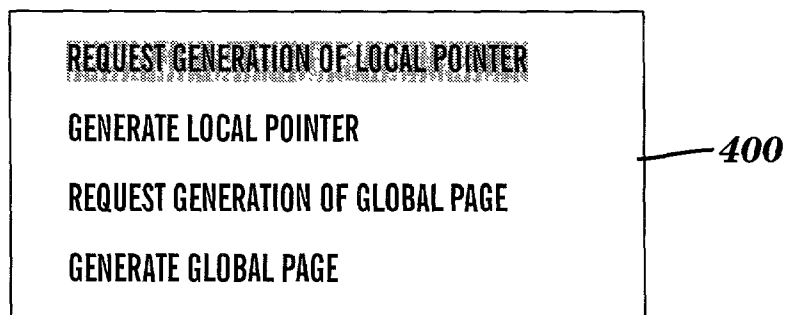 REQUEST GENERATION OF LOCAL POINTER
GENERATE LOCAL POINTER
400
REQUEST GENERATION OF GLOBAL PAGE
GENERATE GLOBAL PAGE